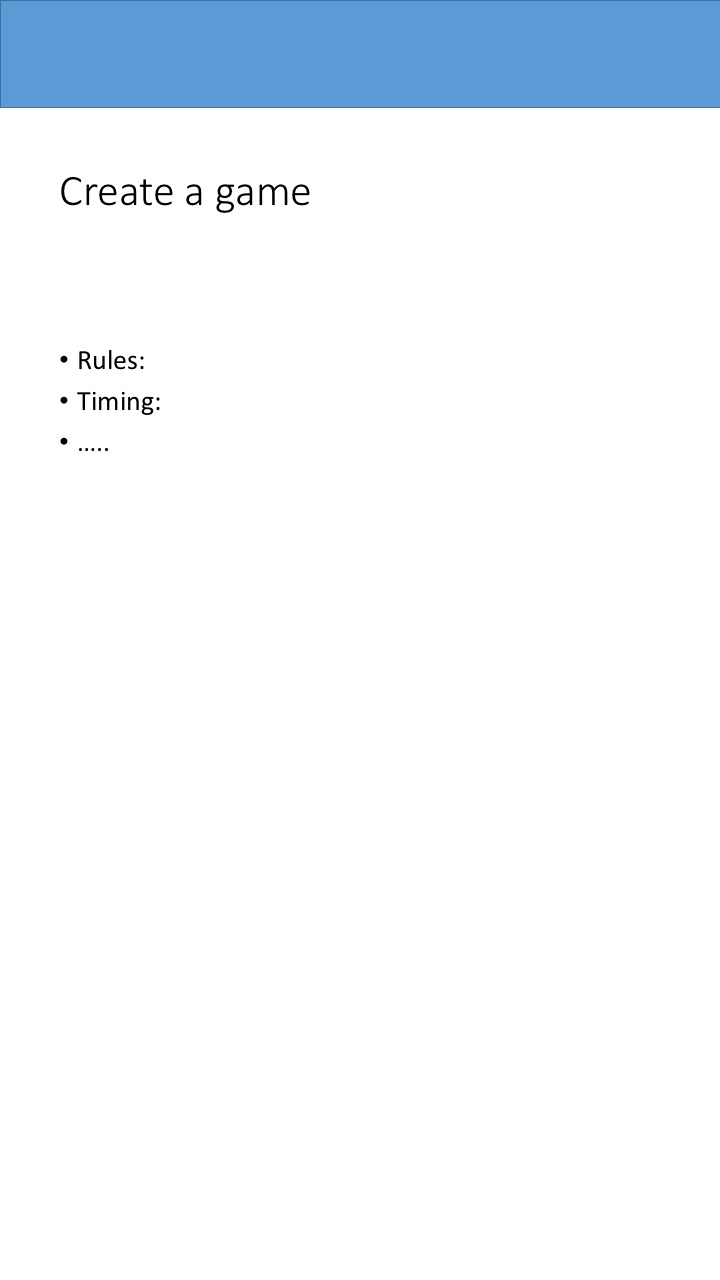 Create a game
• Rules:
• Timing:
• .....